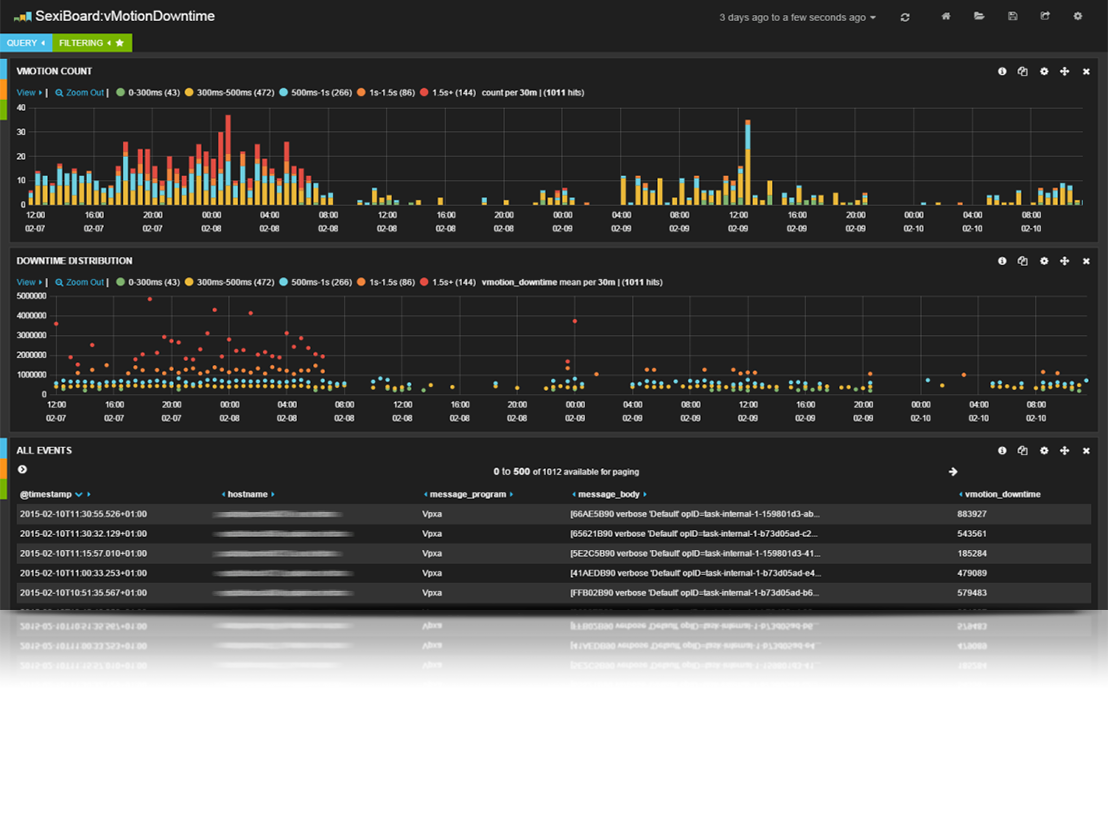 SexiBoard:vMotionDowntime
3 days ago to a few seconds ago
QUERY FILTERING
VMOTION COUNT
View | Zoom Out | 0-300ms (43) 300ms-500ms (472) 500ms-1s (266) 1s-1.5s (86) 1.5s+ (144) count per 30m | (1011 hits)
40
30
20
10
0
12:00 16:00 20:00 00:00 04:00 08:00 12:00 16:00 20:00 00:00 04:00 08:00 12:00 16:00 20:00 00:00 04:00 08:00
02-07 02-07 02-07 02-08 02-08 02-08 02-08 02-08 02-08 02-09 02-09 02-09 02-09 02-09 02-09 02-10 02-10 02-10
DOWNTIME DISTRIBUTION
View | Zoom Out | 0-300ms (43) 300ms-500ms (472) 500ms-1s (266) 1s-1.5s (86) 1.5s+ (144) vmotion_downtime mean per 30m | (1011 hits)
5000000
4000000
3000000
2000000
1000000
0
12:00 16:00 20:00 00:00 04:00 08:00 12:00 16:00 20:00 00:00 04:00 08:00 12:00 16:00 20:00 00:00 04:00 08:00
02-07 02-07 02-07 02-08 02-08 02-08 02-08 02-08 02-08 02-09 02-09 02-09 02-09 02-09 02-09 02-10 02-10 02-10
ALL EVENTS
0 to 500 of 1012 available for paging
@timestamp hostname message_program message_body vmotion_downtime
2015-02-10T11:30:55.526+01:00 Vpxa [66AE5B90 verbose 'Default' opID=task-internal-1-159801d3-ab... 883927
2015-02-10T11:30:32.129+01:00 Vpxa [65621B90 verbose 'Default' opID=task-internal-1-b73d05ad-c2... 543561
2015-02-10T11:15:57.010+01:00 Vpxa [5E2C5B90 verbose 'Default' opID=task-internal-1-159801d3-41... 185284
2015-02-10T11:00:33.253+01:00 Vpxa [41AEDB90 verbose 'Default' opID=task-internal-1-b73d05ad-e4... 479089
2015-02-10T10:51:35.567+01:00 Vpxa [FFB02B90 verbose 'Default' opID=task-internal-1-b73d05ad-b6... 579483